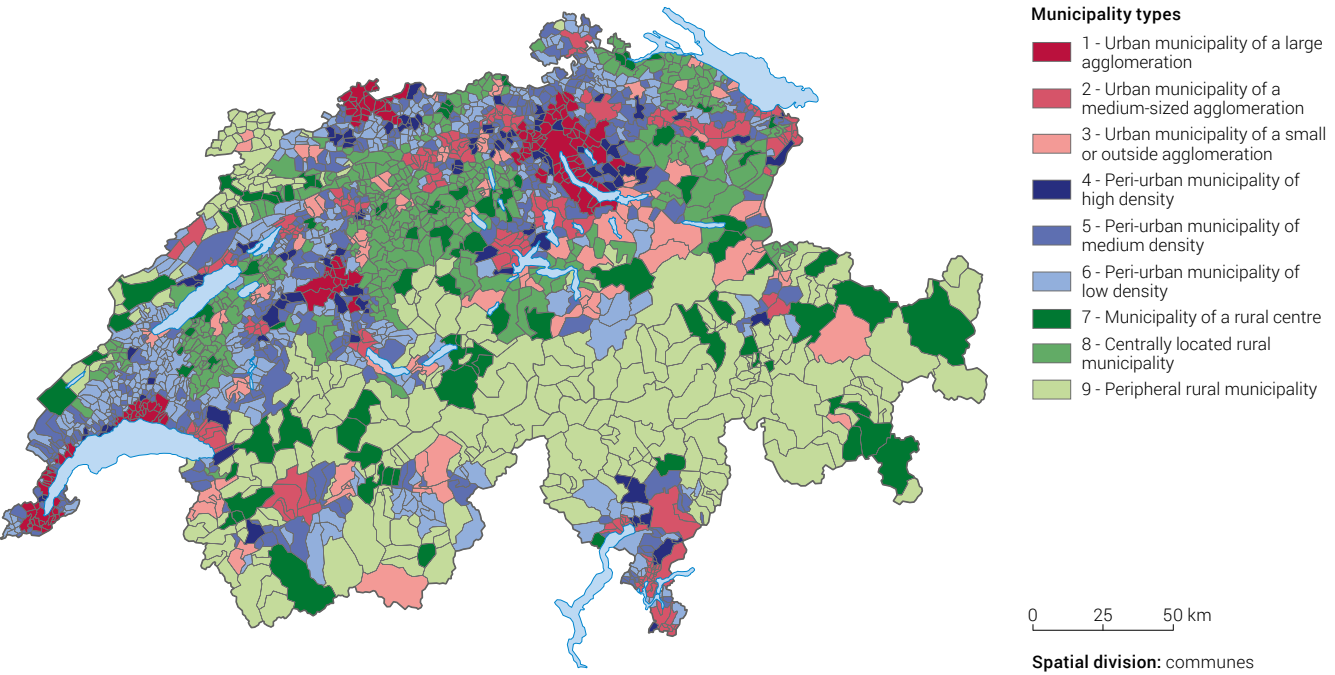 Municipality types
1 - Urban municipality of a large
agglomeration
2 - Urban municipality of a
medium-sized agglomeration
3 - Urban municipality of a small
or outside agglomeration
4 - Peri-urban municipality of
high density
5 - Peri-urban municipality of
medium density
6 - Peri-urban municipality of
low density
7 - Municipality of a rural centre
8 - Centrally located rural
municipality
9 - Peripheral rural municipality
0 25 50 km
Spatial division: communes